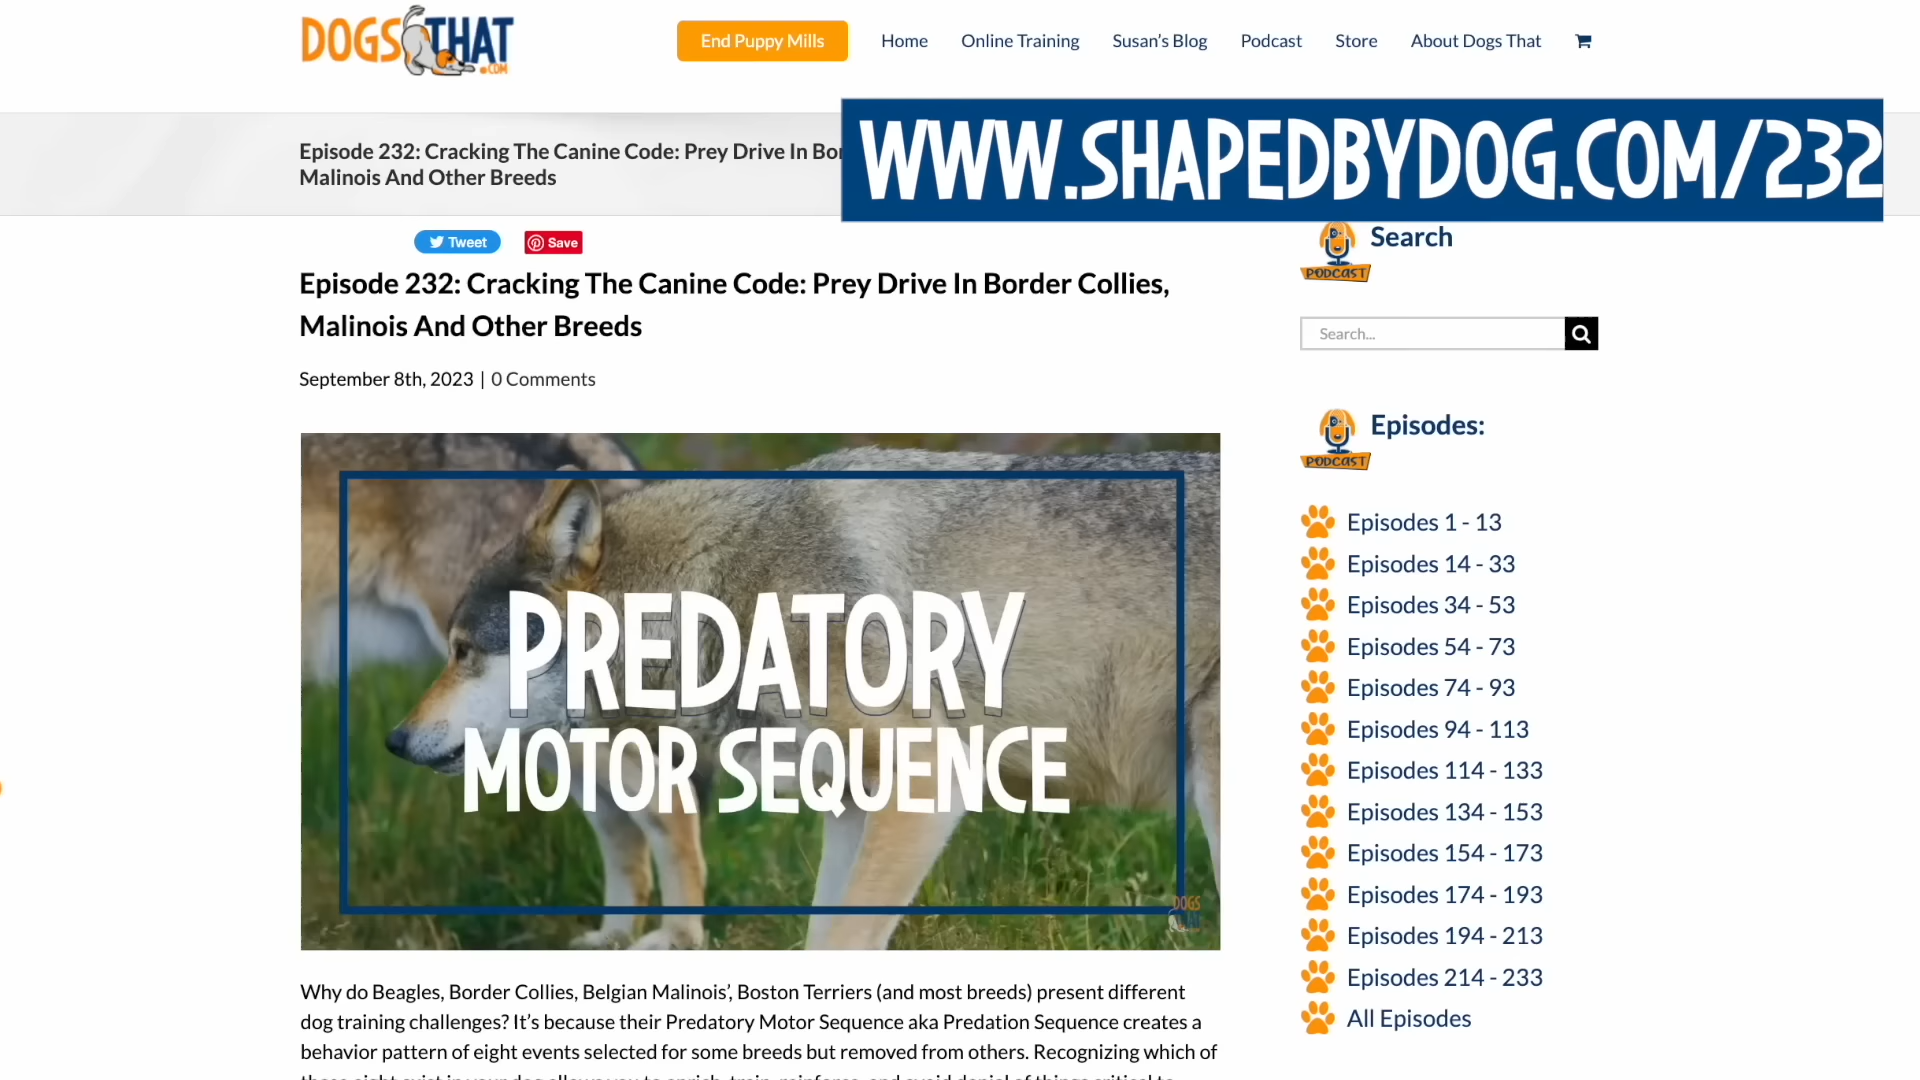 DOGSTHAT
.COM
End Puppy Mills
Home
Online Training
Susan's Blog
Podcast
Store
About Dogs That
WWW.SHAPEDBYDOG.COM/232
Episode 232: Cracking The Canine Code: Prey Drive In
Malinois And Other Breeds
Tweet
Save
Episode 232: Cracking The Canine Code: Prey Drive In Border Collies,
Malinois And Other Breeds
September 8th, 2023 | 0 Comments
PREDATORY
MOTOR SEQUENCE
DOGS
THAT
Why do Beagles, Border Collies, Belgian Malinois', Boston Terriers (and most breeds) present different
dog training challenges? It's because their Predatory Motor Sequence aka Predation Sequence creates a
behavior pattern of eight events selected for some breeds but removed from others. Recognizing which of
PODCAST
Search
Search...
PODCAST
Episodes:
Episodes 1 - 13
Episodes 14 - 33
Episodes 34 - 53
Episodes 54 - 73
Episodes 74 - 93
Episodes 94 - 113
Episodes 114 - 133
Episodes 134 - 153
Episodes 154 - 173
Episodes 174 - 193
Episodes 194 - 213
Episodes 214 - 233
All Episodes